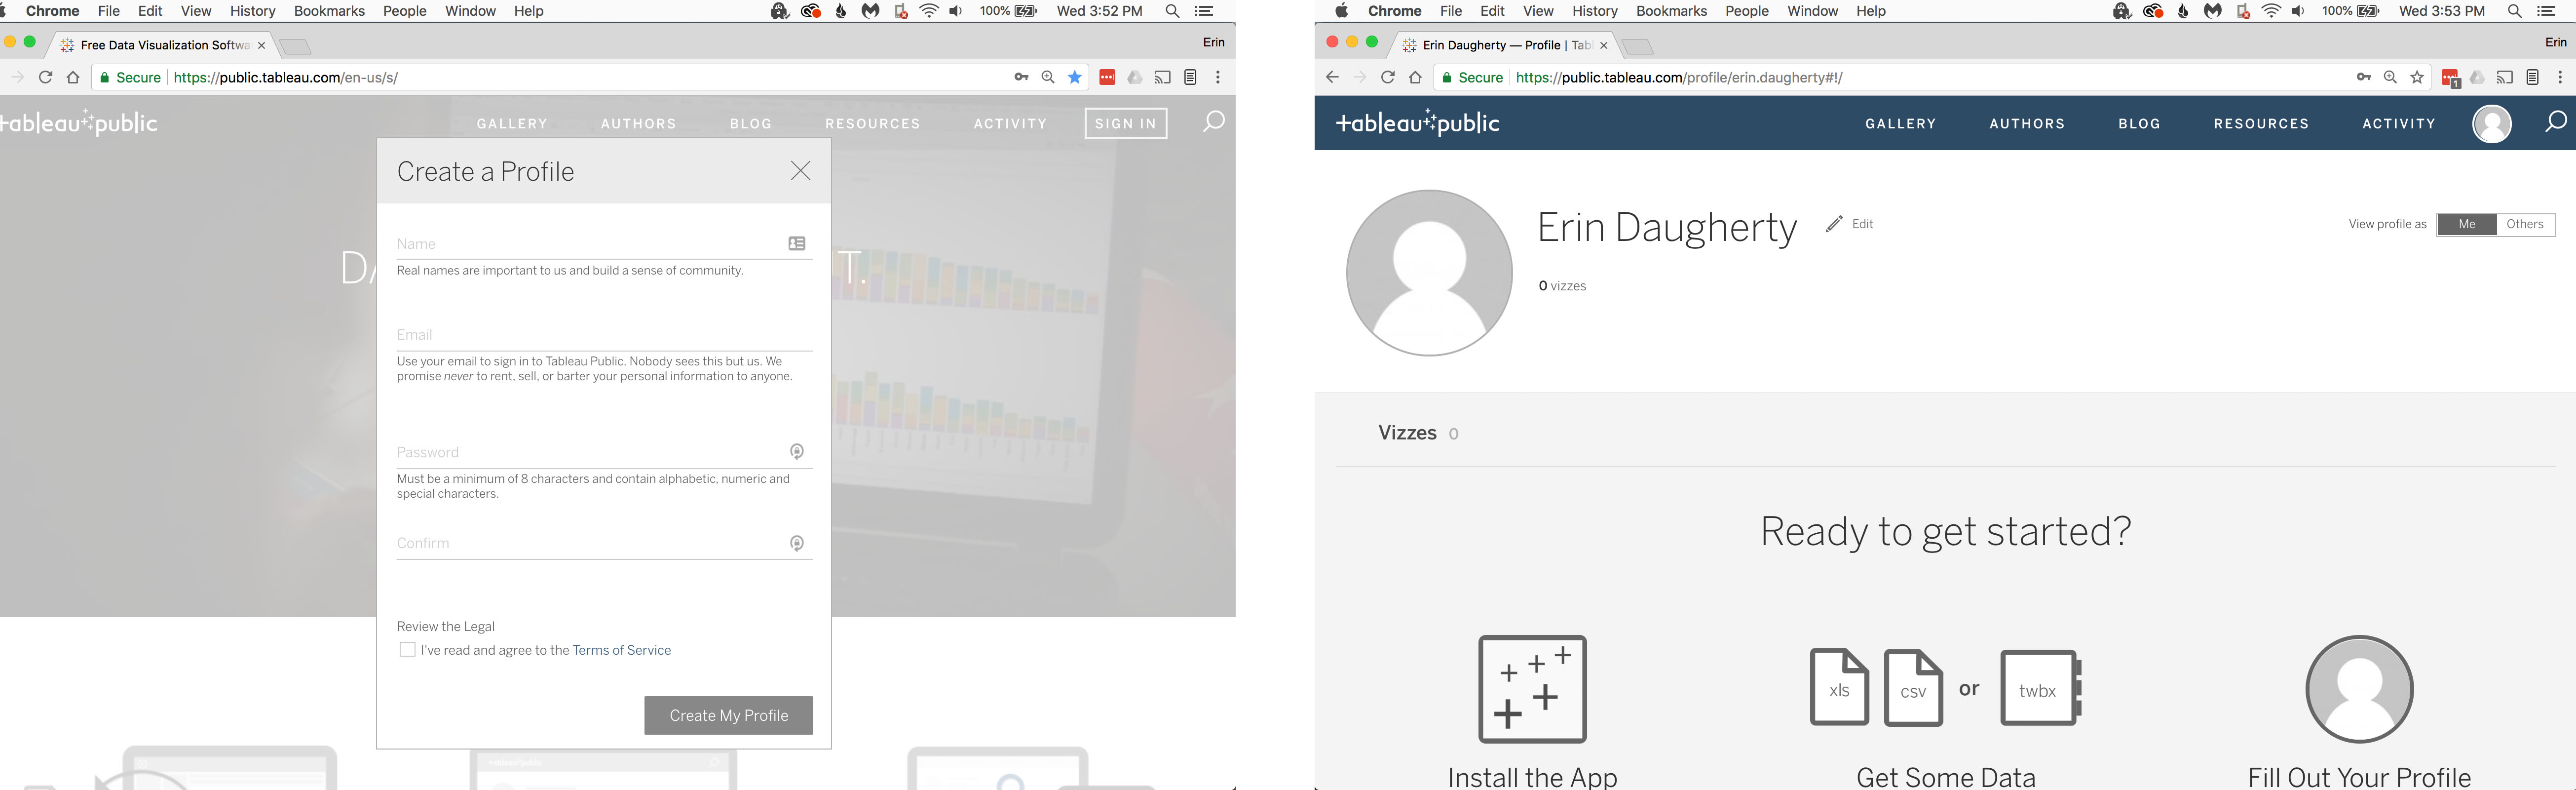 Chrome File Edit View History Bookmarks People Window Help 100% Wed 3:52 PM
Free Data Visualization Softwa Erin
Secure https://public.tableau.com/en-us/s/
+ableau public GALLERY AUTHORS BLOG RESOURCES ACTIVITY SIGN IN
Create a Profile
DA T.
Name
Real names are important to us and build a sense of community.
Email
Use your email to sign in to Tableau Public. Nobody sees this but us. We
promise never to rent, sell, or barter your personal information to anyone.
Password
Must be a minimum of 8 characters and contain alphabetic, numeric and
special characters.
Confirm
Review the Legal
I've read and agree to the Terms of Service
Create My Profile
+ableau public
Chrome File Edit View History Bookmarks People Window Help 100% Wed 3:53 PM
Erin Daugherty — Profile | Tabl Erin
Secure https://public.tableau.com/profile/erin.daugherty#!/ 1
+ableau public GALLERY AUTHORS BLOG RESOURCES ACTIVITY
Erin Daugherty Edit View profile as Me Others
0 vizzes
Vizzes 0
Ready to get started?
xls csv or twbx
Install the App Get Some Data Fill Out Your Profile